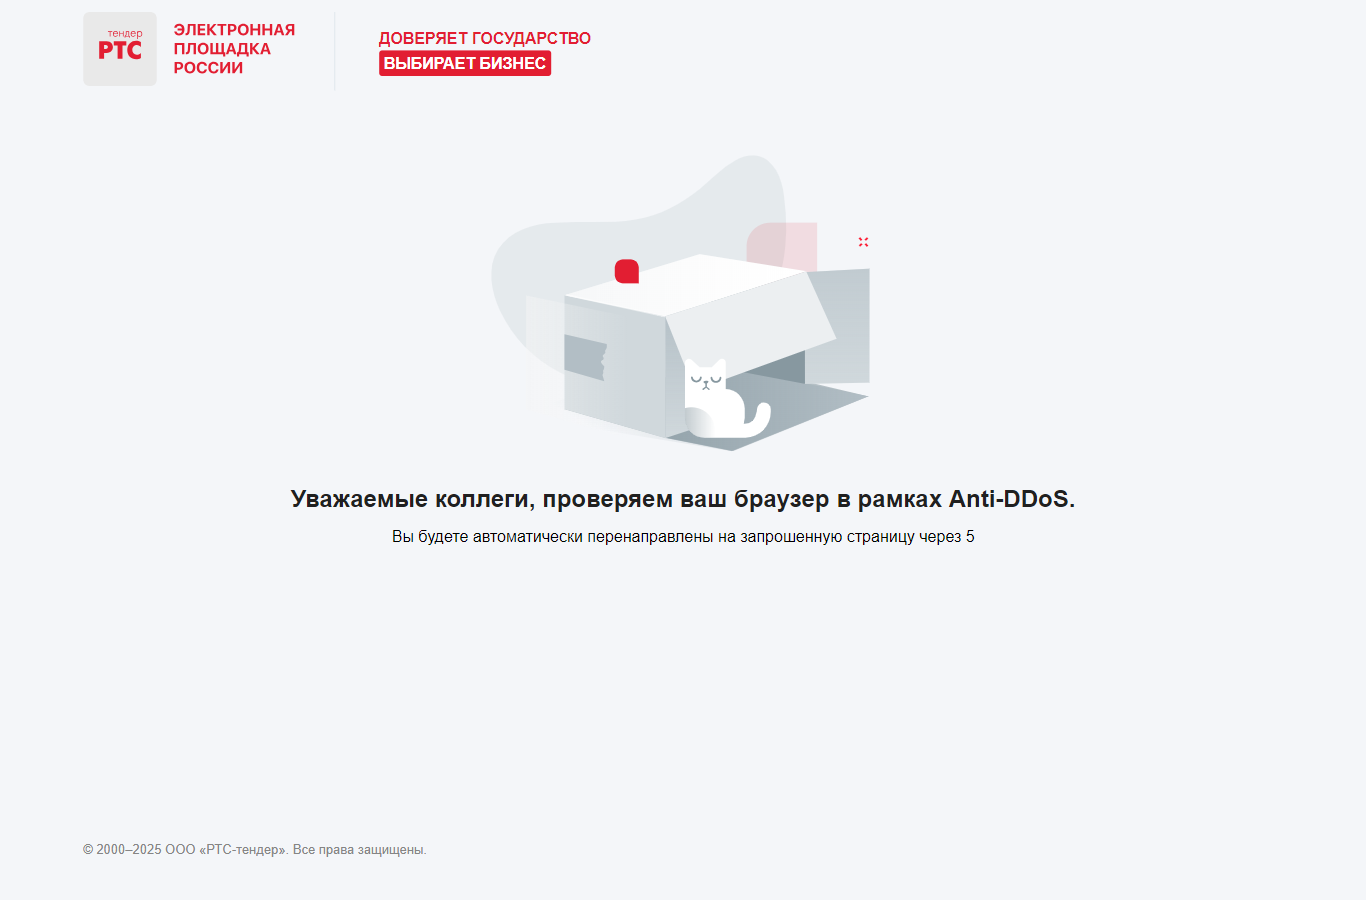 тендер
РТС
ЭЛЕКТРОННАЯ
ПЛОЩАДКА
РОССИИ
ДОВЕРЯЕТ ГОСУДАРСТВО
ВЫБИРАЕТ БИЗНЕС
Уважаемые коллеги, проверяем ваш браузер в рамках Anti-DDoS.
Вы будете автоматически перенаправлены на запрошенную страницу через 5
© 2000–2025 ООО «РТС-тендер». Все права защищены.